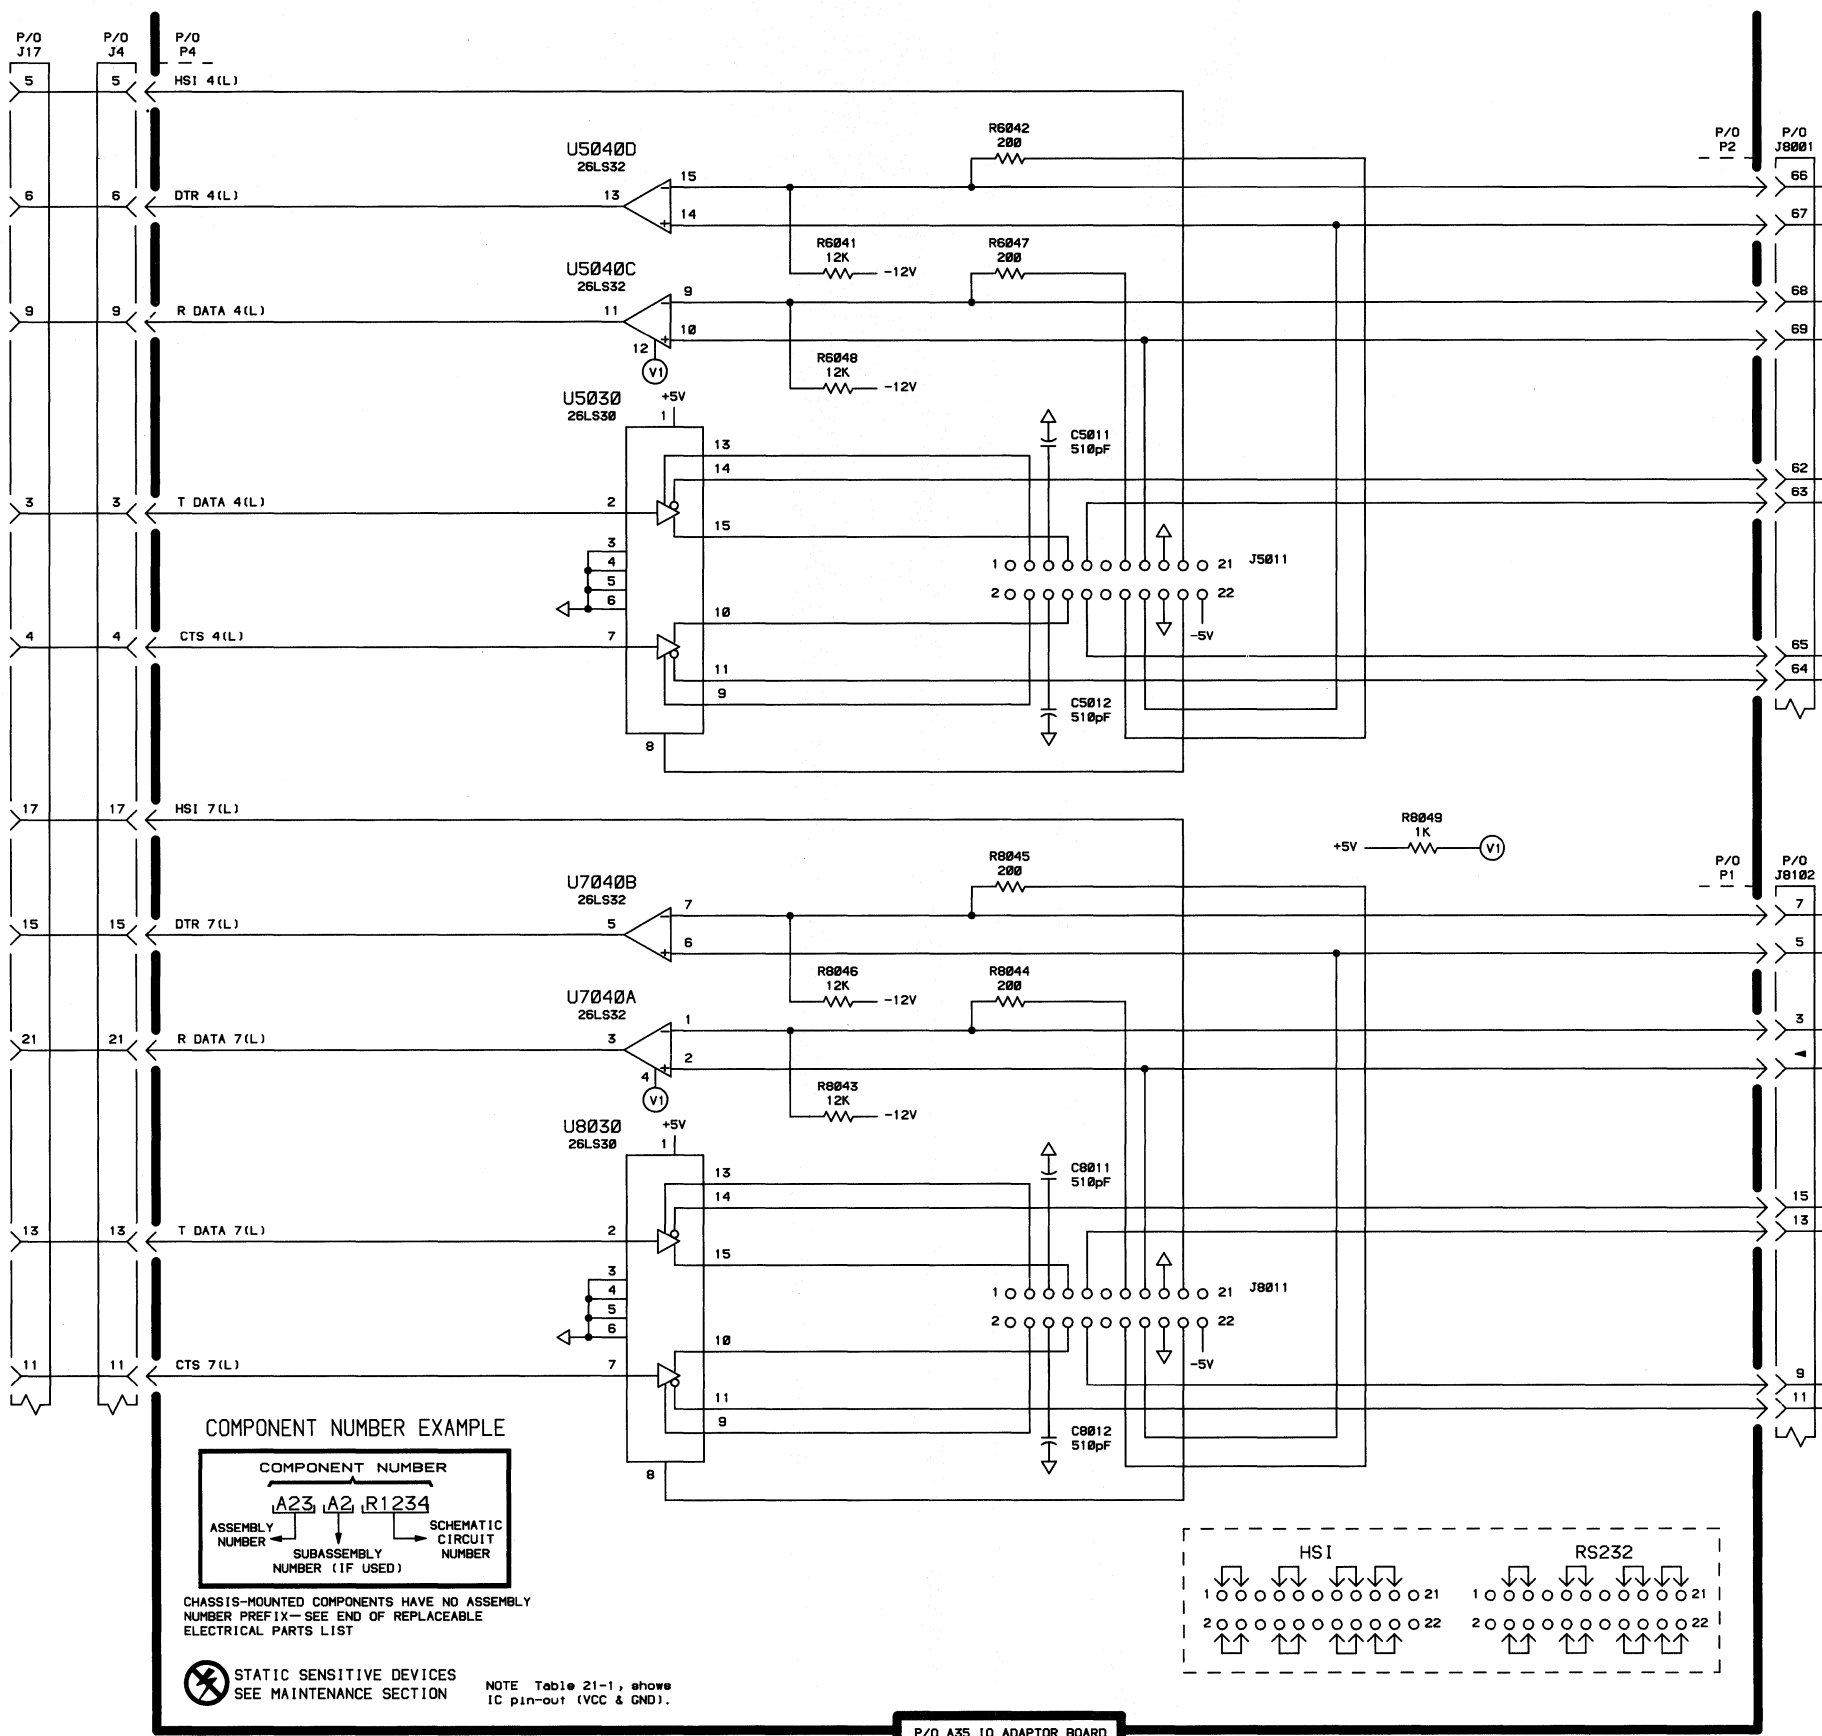 P/O
J17
P/O
J4
P/O
P4
5
5
HSI 4(L)
R6042
200
P/O
P2
P/O
J8001
U5040D
26LS32
15
66
6
6
DTR 4(L)
13
14
67
R6041
12K
-12V
R6047
200
U5040C
26LS32
9
68
9
9
R DATA 4(L)
11
10
69
12
V1
R6048
12K
-12V
U5030
26LS30
+5V
1
13
C5011
510pF
14
62
3
3
T DATA 4(L)
2
63
15
3
4
5
6
1
21
J5011
2
22
10
-5V
4
4
CTS 4(L)
7
65
11
64
9
C5012
510pF
8
17
17
HSI 7(L)
R8049
1K
+5V
V1
R8045
200
P/O
P1
P/O
J8102
U7040B
26LS32
7
7
15
15
DTR 7(L)
5
6
5
R8046
12K
-12V
R8044
200
U7040A
26LS32
1
3
21
21
R DATA 7(L)
3
2
4
V1
R8043
12K
-12V
U8030
26LS30
+5V
1
13
C8011
510pF
14
15
13
13
T DATA 7(L)
2
13
15
3
4
5
6
1
21
J8011
2
22
10
-5V
11
11
CTS 7(L)
7
9
11
11
9
C8012
510pF
8
COMPONENT NUMBER EXAMPLE
COMPONENT NUMBER
A23 A2 R1234
ASSEMBLY
NUMBER
SUBASSEMBLY
NUMBER (IF USED)
SCHEMATIC
CIRCUIT
NUMBER
CHASSIS-MOUNTED COMPONENTS HAVE NO ASSEMBLY
NUMBER PREFIX—SEE END OF REPLACEABLE
ELECTRICAL PARTS LIST
STATIC SENSITIVE DEVICES
SEE MAINTENANCE SECTION
NOTE Table 21-1, shows
IC pin-out (VCC & GND).
HSI
RS232
1
21
1
21
2
22
2
22
P/O A35 IO ADAPTOR BOARD